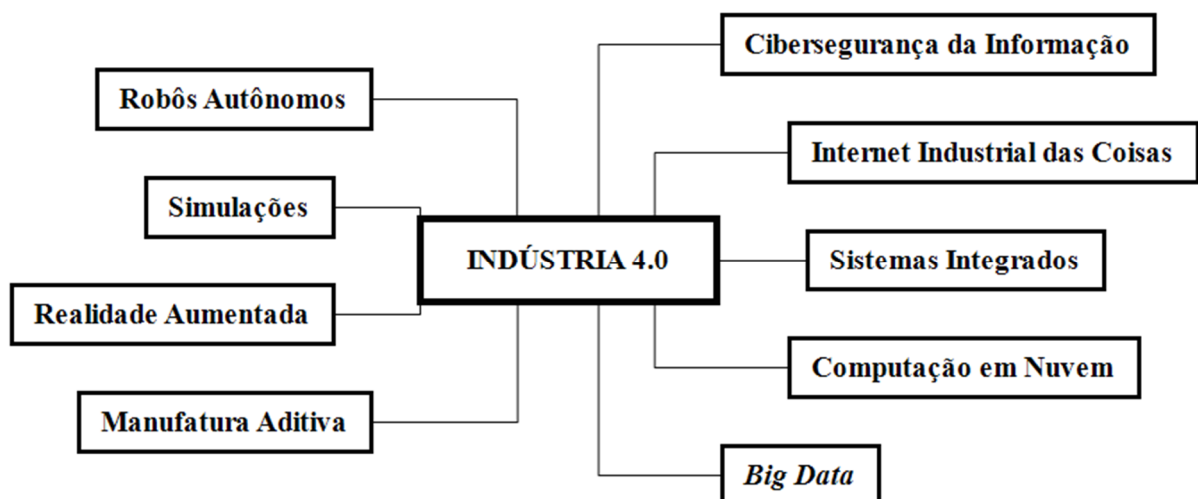 Cibersegurança da Informação
Robôs Autônomos
Internet Industrial das Coisas
Simulações
INDÚSTRIA 4.0
Sistemas Integrados
Realidade Aumentada
Computação em Nuvem
Manufatura Aditiva
Big Data